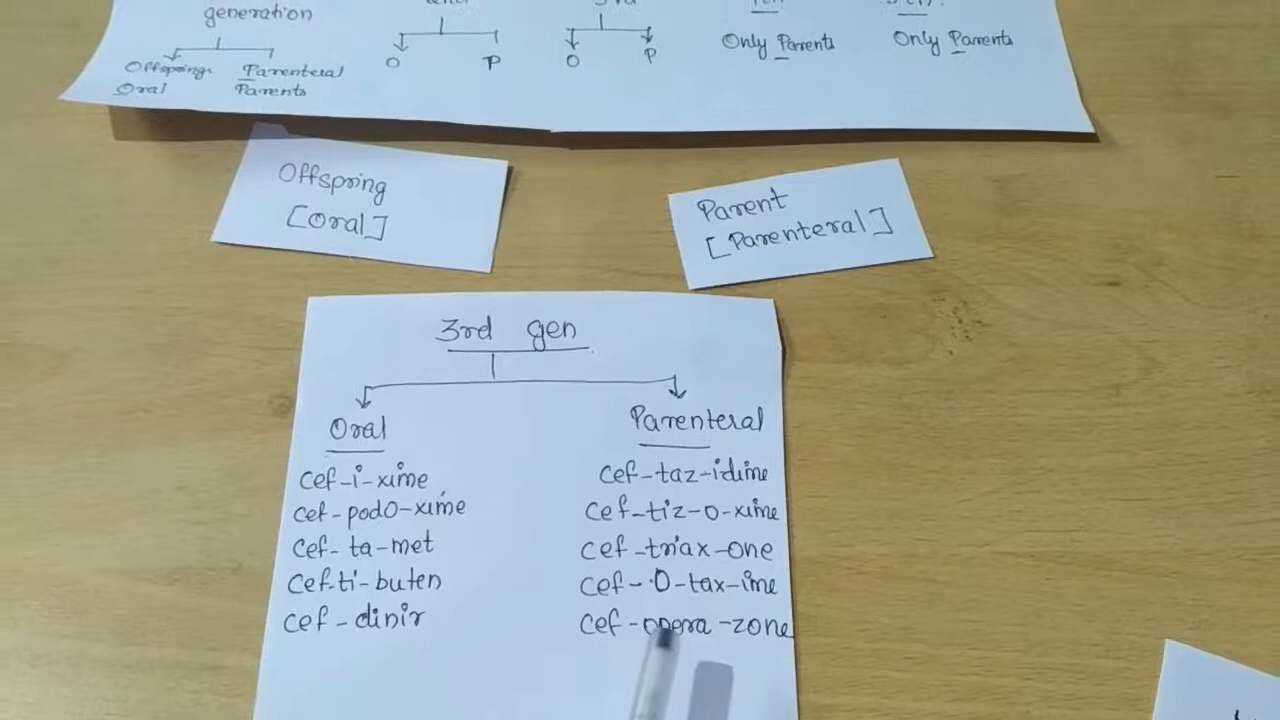 generation
Offsprings Parenteral
Oral Parents
O P
O P
Only Parents
Only Parents
Offspring
[Oral]
Parent
[Parenteral]
3rd gen
Oral
cef-i-xime
cef-podo-xime
cef-ta-met
cef-ti-buten
cef-dinir
Parenteral
cef-taz-idime
cef-tiz-o-xime
cef-triax-one
cef-O-tax-ime
cef-opera-zone